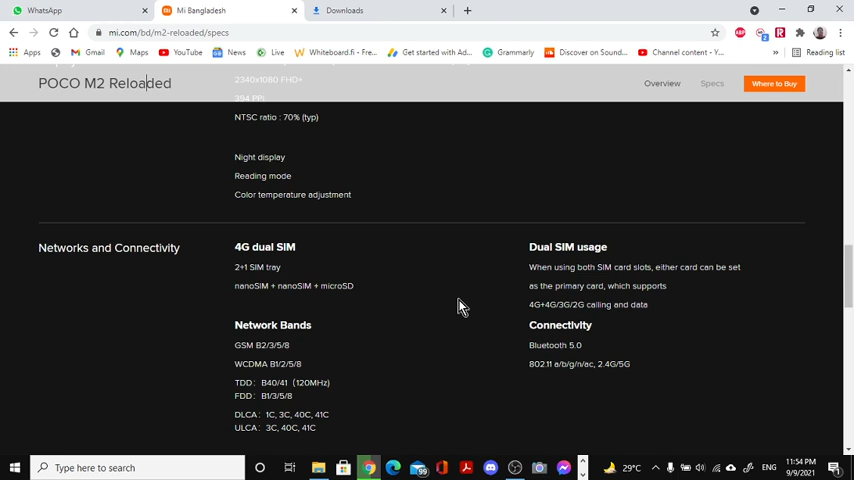 WhatsApp
Mi Bangladesh
Downloads
mi.com/bd/m2-reloaded/specs
Apps
Gmail
Maps
YouTube
News
Live
Whiteboard.fi - Fre...
Get started with Ad...
Grammarly
Discover on Sound...
Channel content - Y...
Reading list
POCO M2 Reloaded
Overview
Specs
Where to Buy
2340x1080 FHD+
394 PPI
NTSC ratio : 70% (typ)
Night display
Reading mode
Color temperature adjustment
Networks and Connectivity
4G dual SIM
2+1 SIM tray
nanoSIM + nanoSIM + microSD
Dual SIM usage
When using both SIM card slots, either card can be set
as the primary card, which supports
4G+4G/3G/2G calling and data
Network Bands
GSM B2/3/5/8
WCDMA B1/2/5/8
TDD: B40/41 (120MHz)
FDD: B1/3/5/8
DLCA: 1C, 3C, 40C, 41C
ULCA: 3C, 40C, 41C
Connectivity
Bluetooth 5.0
802.11 a/b/g/n/ac, 2.4G/5G
Type here to search
99
29°C
ENG
11:54 PM
9/9/2021